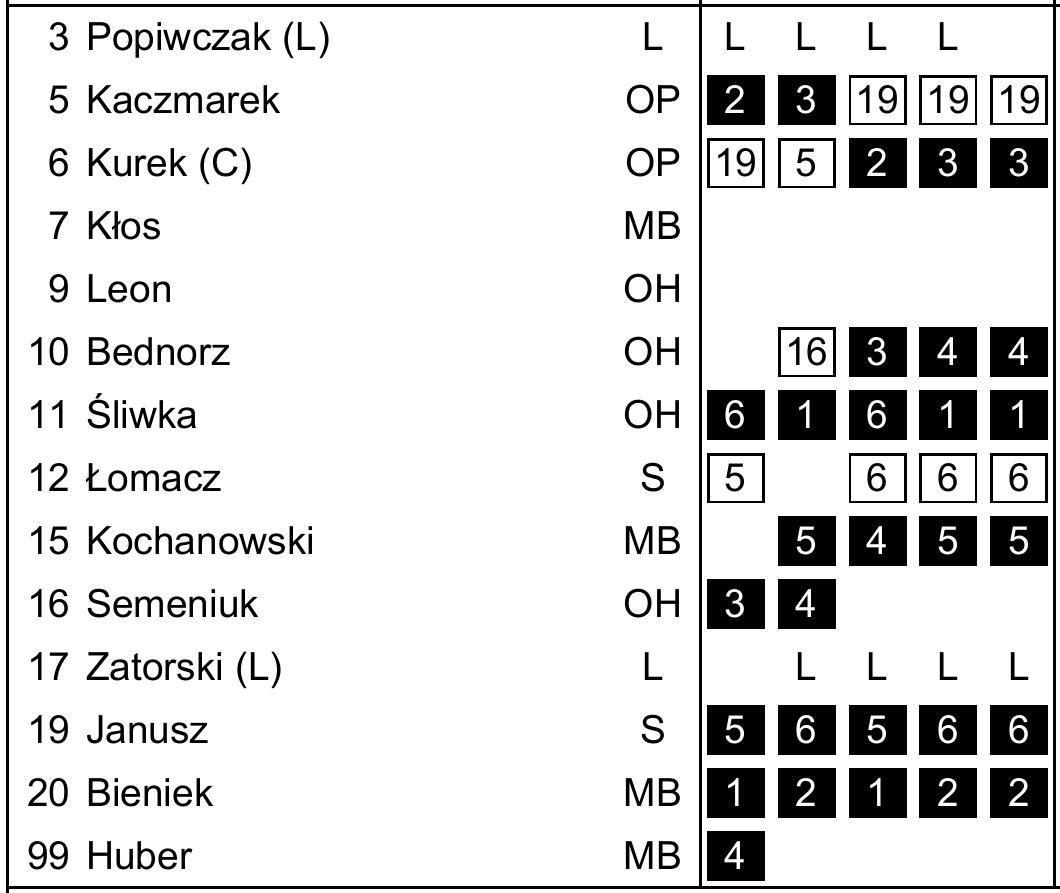 3 Popiwczak (L) L L L L L
5 Kaczmarek OP 2 3 19 19 19
6 Kurek (C) OP 19 5 2 3 3
7 Kłos MB
9 Leon OH
10 Bednorz OH 16 3 4 4
11 Śliwka OH 6 1 6 1 1
12 Łomacz S 5 6 6 6
15 Kochanowski MB 5 4 5 5
16 Semeniuk OH 3 4
17 Zatorski (L) L L L L L
19 Janusz S 5 6 5 6 6
20 Bieniek MB 1 2 1 2 2
99 Huber MB 4